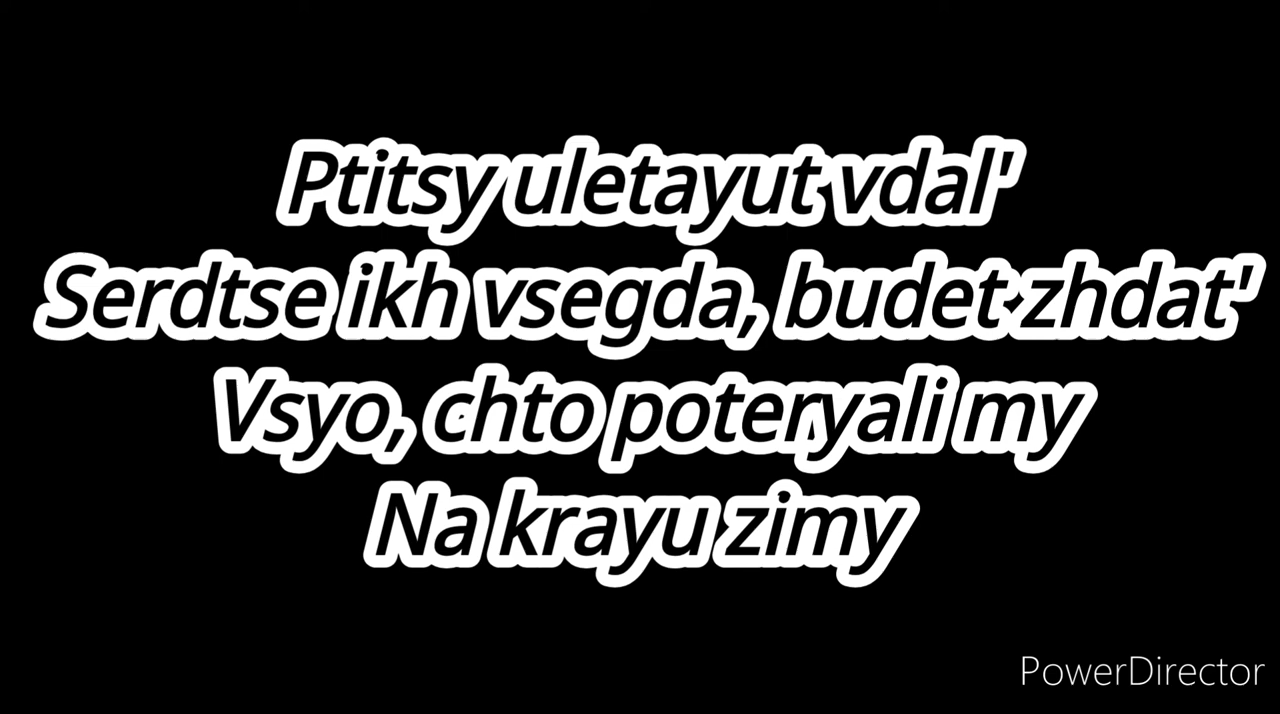 Ptitsy uletayut vdal'
Serdtse ikh vsegda, budet zhdat'
Vsyo, chto poteryali my
Na krayu zimy
PowerDirector